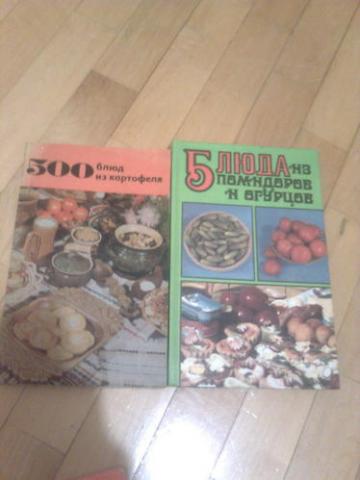 500 блюд
из картофеля
БЛЮДА ИЗ
ПОМИДОРОВ
И ОГУРЦОВ